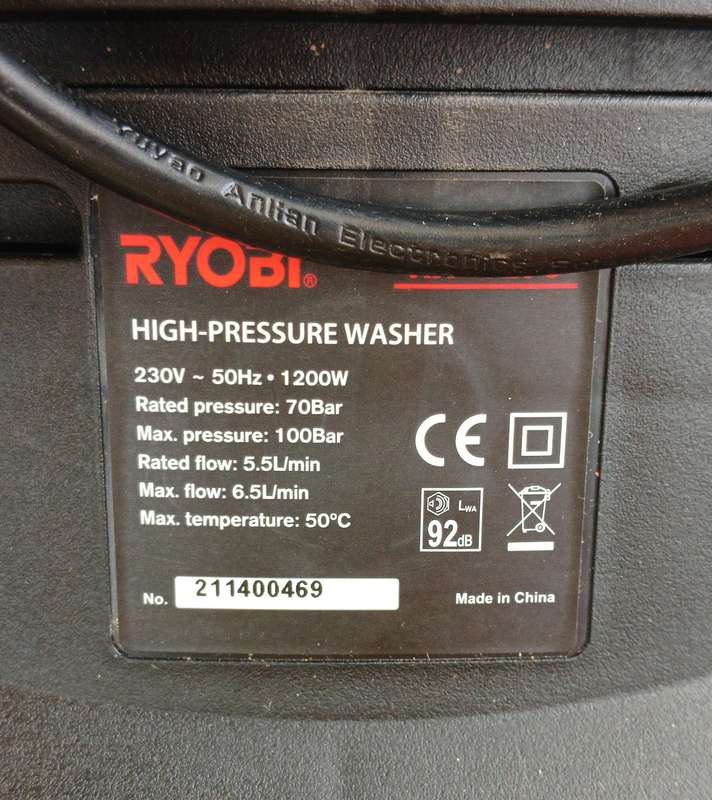 Yuyao Anlian Electronics
RYOBI®
HIGH-PRESSURE WASHER
230V ~ 50Hz • 1200W
Rated pressure: 70Bar
Max. pressure: 100Bar
Rated flow: 5.5L/min
Max. flow: 6.5L/min
Max. temperature: 50°C
CE
LWA
92dB
No. 211400469
Made in China